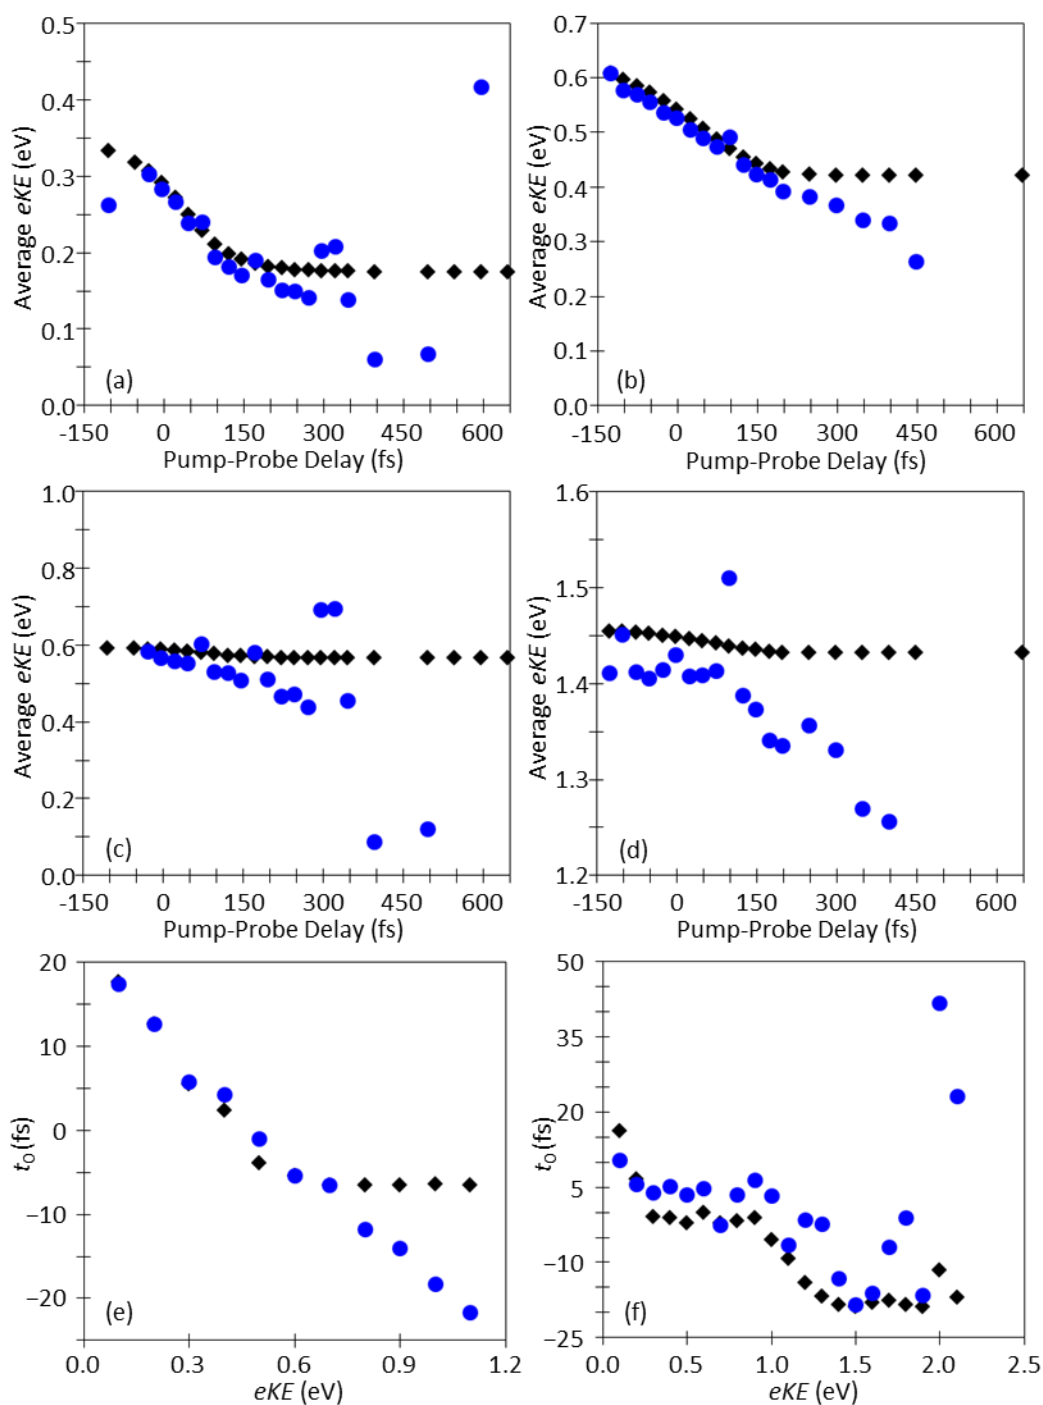 0.5
0.4
0.3
0.2
0.1
0.0
Average eKE (eV)
(a)
-150 0 150 300 450 600
Pump-Probe Delay (fs)
0.7
0.6
0.5
0.4
0.3
0.2
0.1
0.0
Average eKE (eV)
(b)
-150 0 150 300 450 600
Pump-Probe Delay (fs)
1.0
0.8
0.6
0.4
0.2
0.0
Average eKE (eV)
(c)
-150 0 150 300 450 600
Pump-Probe Delay (fs)
1.6
1.5
1.4
1.3
1.2
Average eKE (eV)
(d)
-150 0 150 300 450 600
Pump-Probe Delay (fs)
20
10
0
−10
−20
t0 (fs)
(e)
0.0 0.3 0.6 0.9 1.2
eKE (eV)
50
35
20
5
−10
−25
t0 (fs)
(f)
0.0 0.5 1.0 1.5 2.0 2.5
eKE (eV)